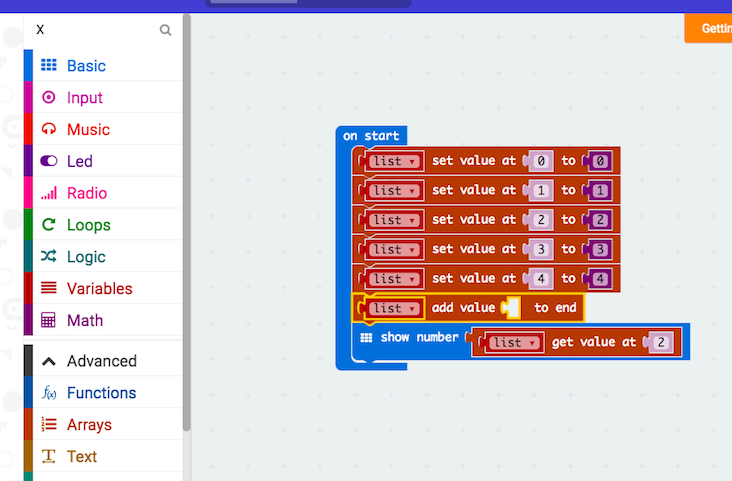 X
Gettin
Basic
Input
Music
Led
Radio
Loops
Logic
Variables
Math
Advanced
Functions
Arrays
Text
on start
list set value at 0 to 0
list set value at 1 to 1
list set value at 2 to 2
list set value at 3 to 3
list set value at 4 to 4
list add value to end
show number list get value at 2